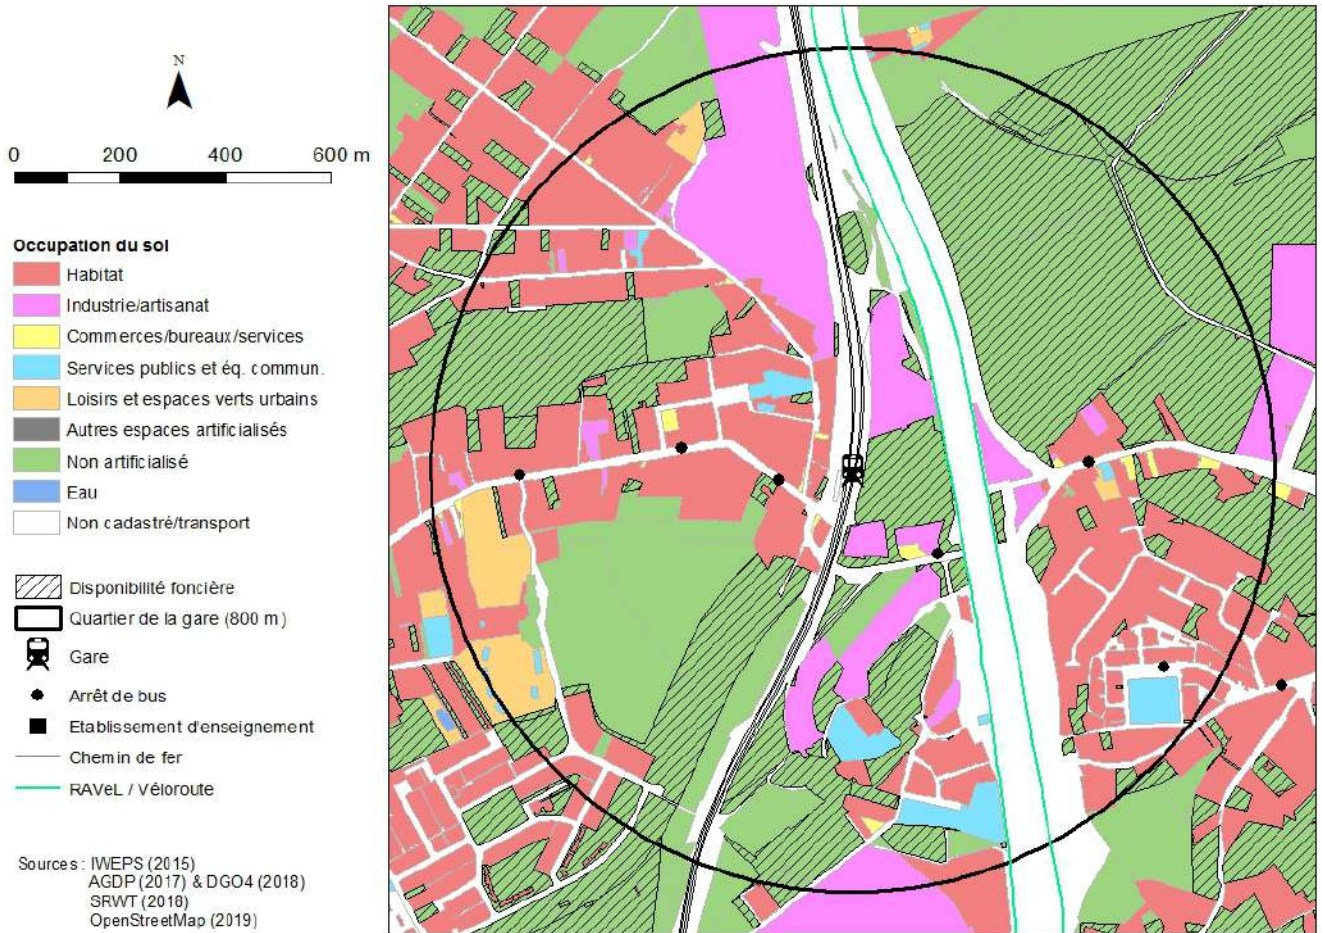 N
0 200 400 600 m
Occupation du sol
Habitat
Industrie/artisanat
Commerces/bureaux/services
Services publics et éq. commun.
Loisirs et espaces verts urbains
Autres espaces artificialisés
Non artificialisé
Eau
Non cadastré/transport
Disponibilité foncière
Quartier de la gare (800 m)
Gare
Arrêt de bus
Etablissement d'enseignement
Chemin de fer
RAVeL / Véloroute
Sources : IWEPS (2015)
AGDP (2017) & DGO4 (2018)
SRWT (2018)
OpenStreetMap (2019)